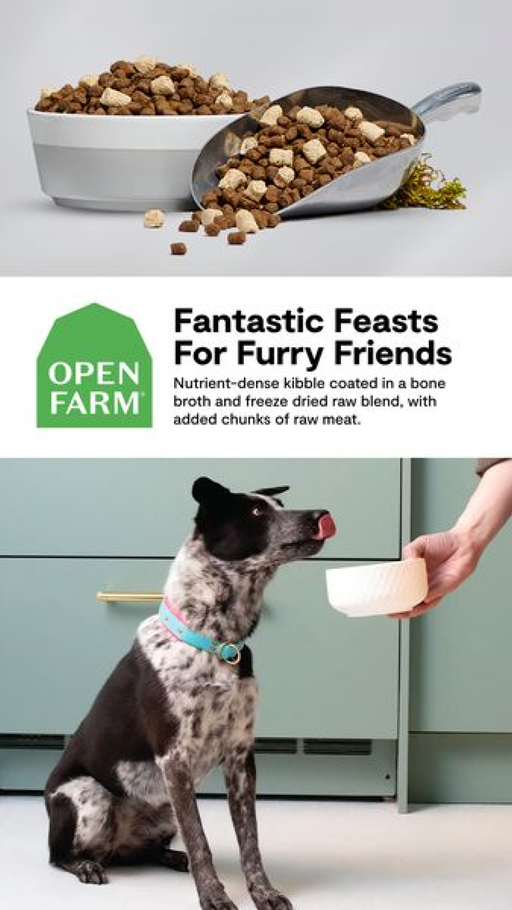 OPEN
FARM®
Fantastic Feasts
For Furry Friends
Nutrient-dense kibble coated in a bone
broth and freeze dried raw blend, with
added chunks of raw meat.